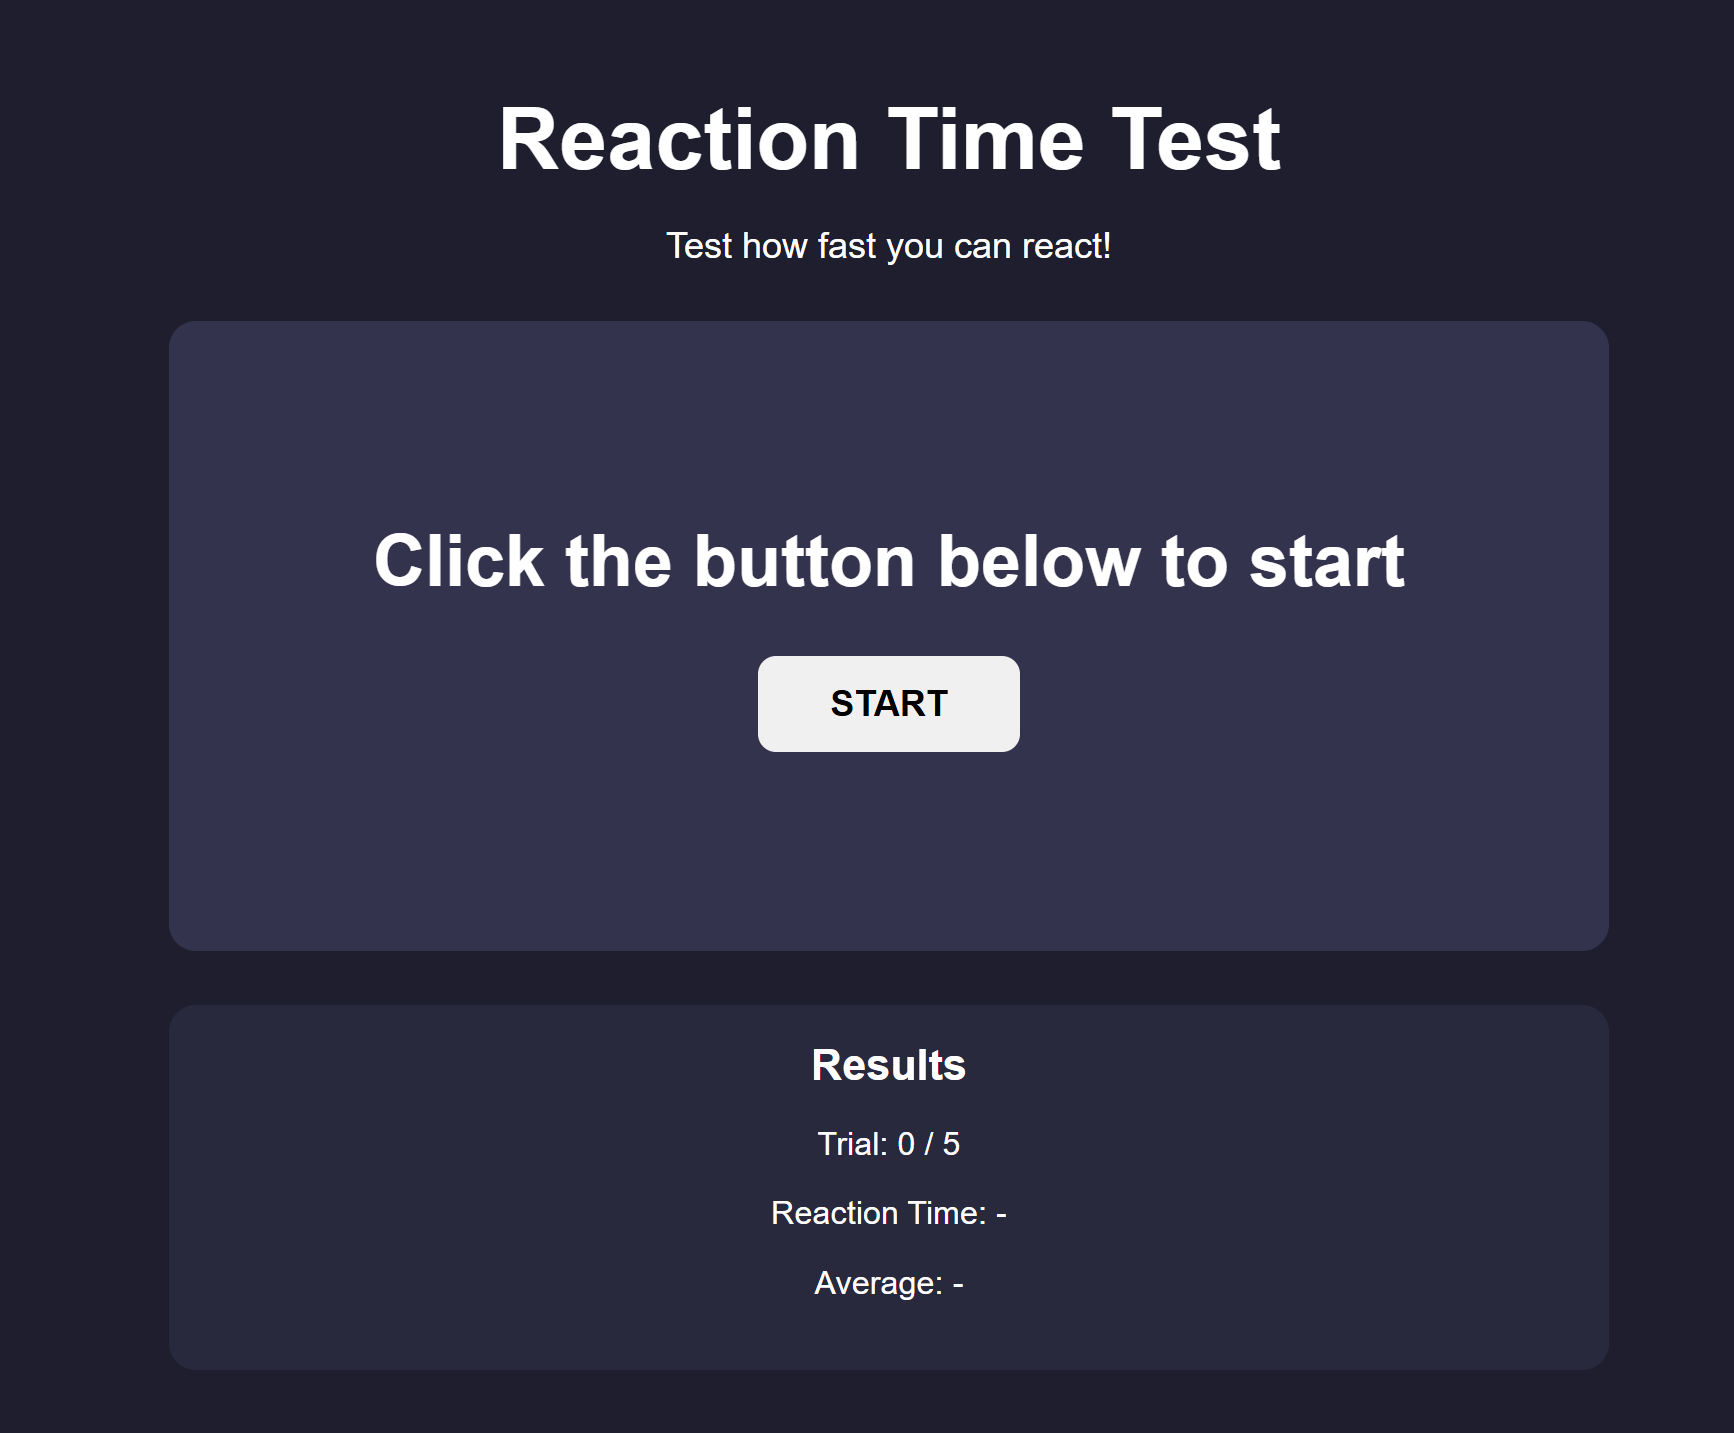 Reaction Time Test
Test how fast you can react!
Click the button below to start
START
Results
Trial: 0 / 5
Reaction Time: -
Average: -